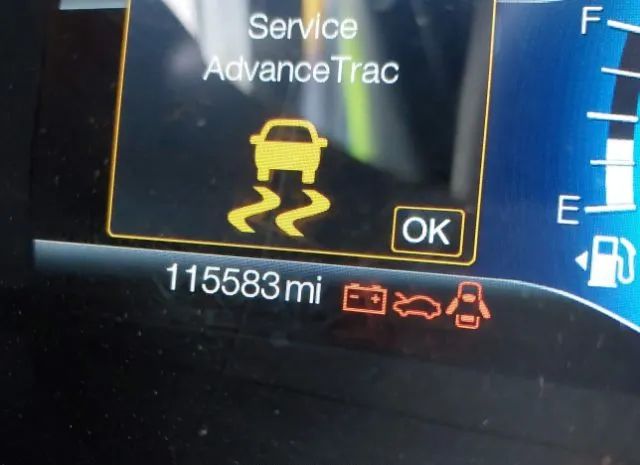 Service
AdvanceTrac
OK
F
E
115583 mi